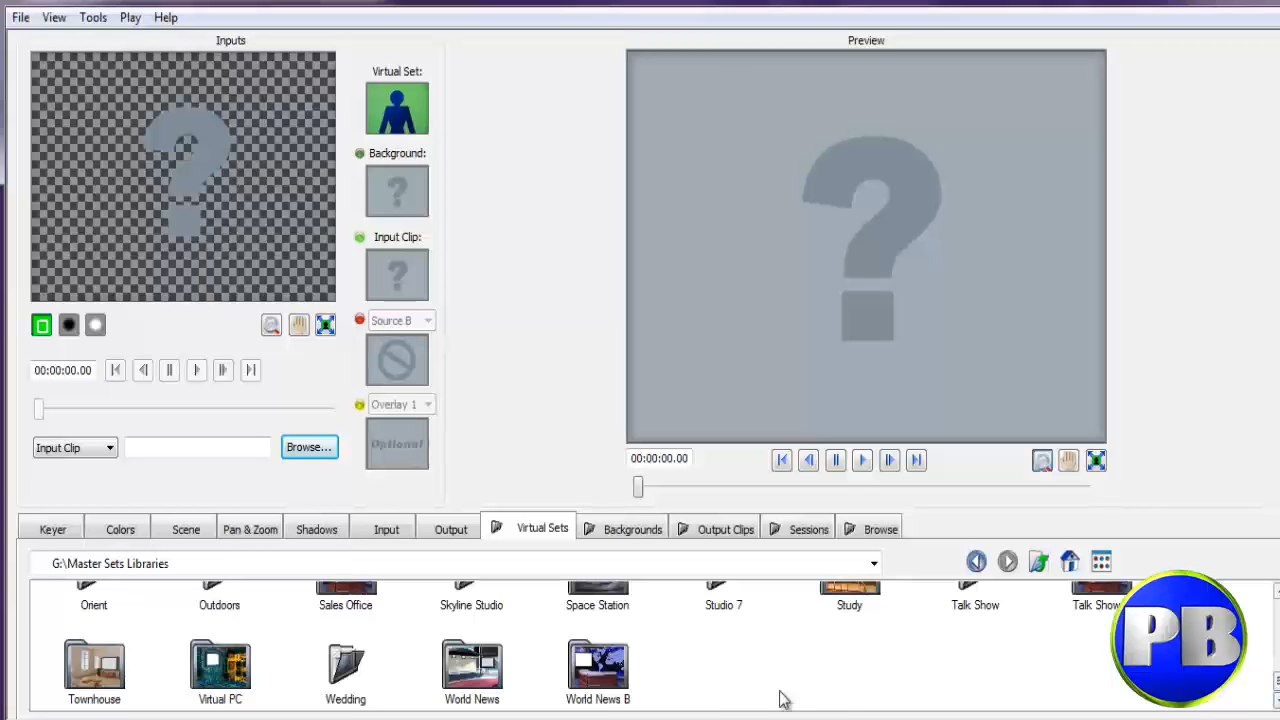 File View Tools Play Help
Inputs
Preview
Virtual Set:
Background:
Input Clip:
Source B
Overlay 1
Optional
00:00:00.00
Input Clip
Browse...
00:00:00.00
Keyer Colors Scene Pan & Zoom Shadows Input Output Virtual Sets Backgrounds Output Clips Sessions Browse
G:\Master Sets Libraries
Orient Outdoors Sales Office Skyline Studio Space Station Studio 7 Study Talk Show Talk Show
Townhouse Virtual PC Wedding World News World News B
PB